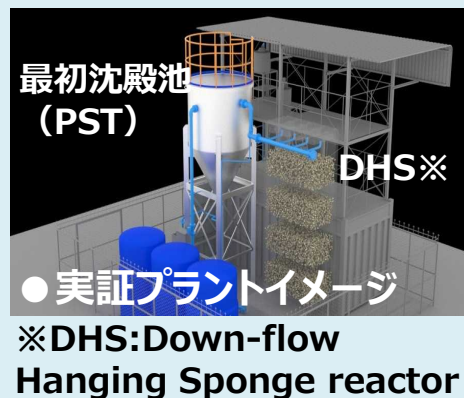 最初沈殿池
（PST）
DHS※
●実証プラントイメージ
※DHS:Down-flow
Hanging Sponge reactor